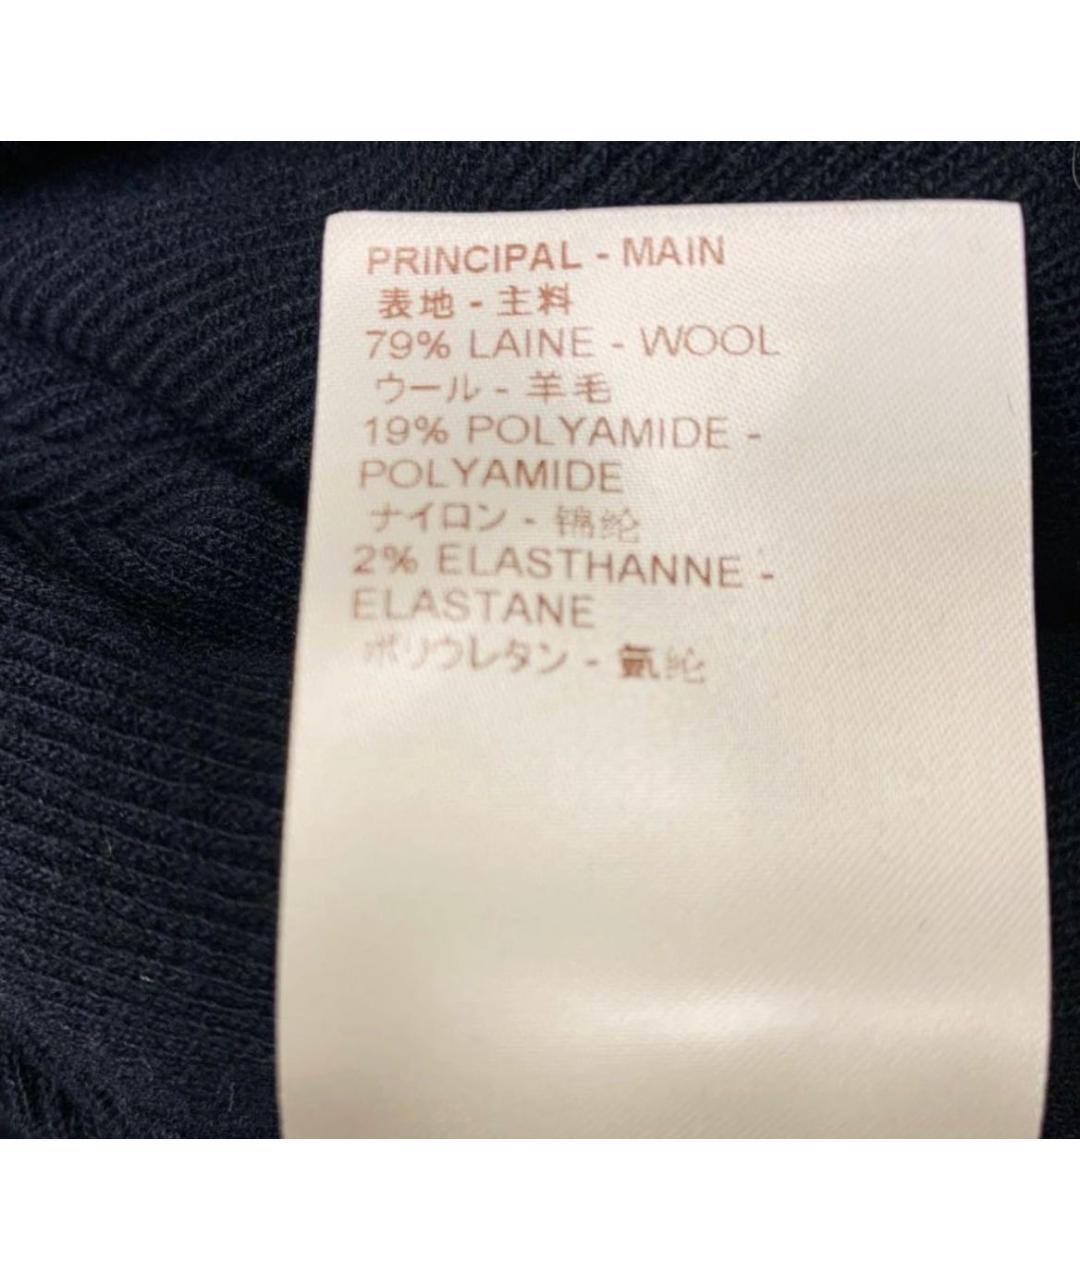 PRINCIPAL - MAIN
表地 - 主料
79% LAINE - WOOL
ウール - 羊毛
19% POLYAMIDE -
POLYAMIDE
ナイロン - 锦纶
2% ELASTHANNE -
ELASTANE
ポリウレタン - 氨纶